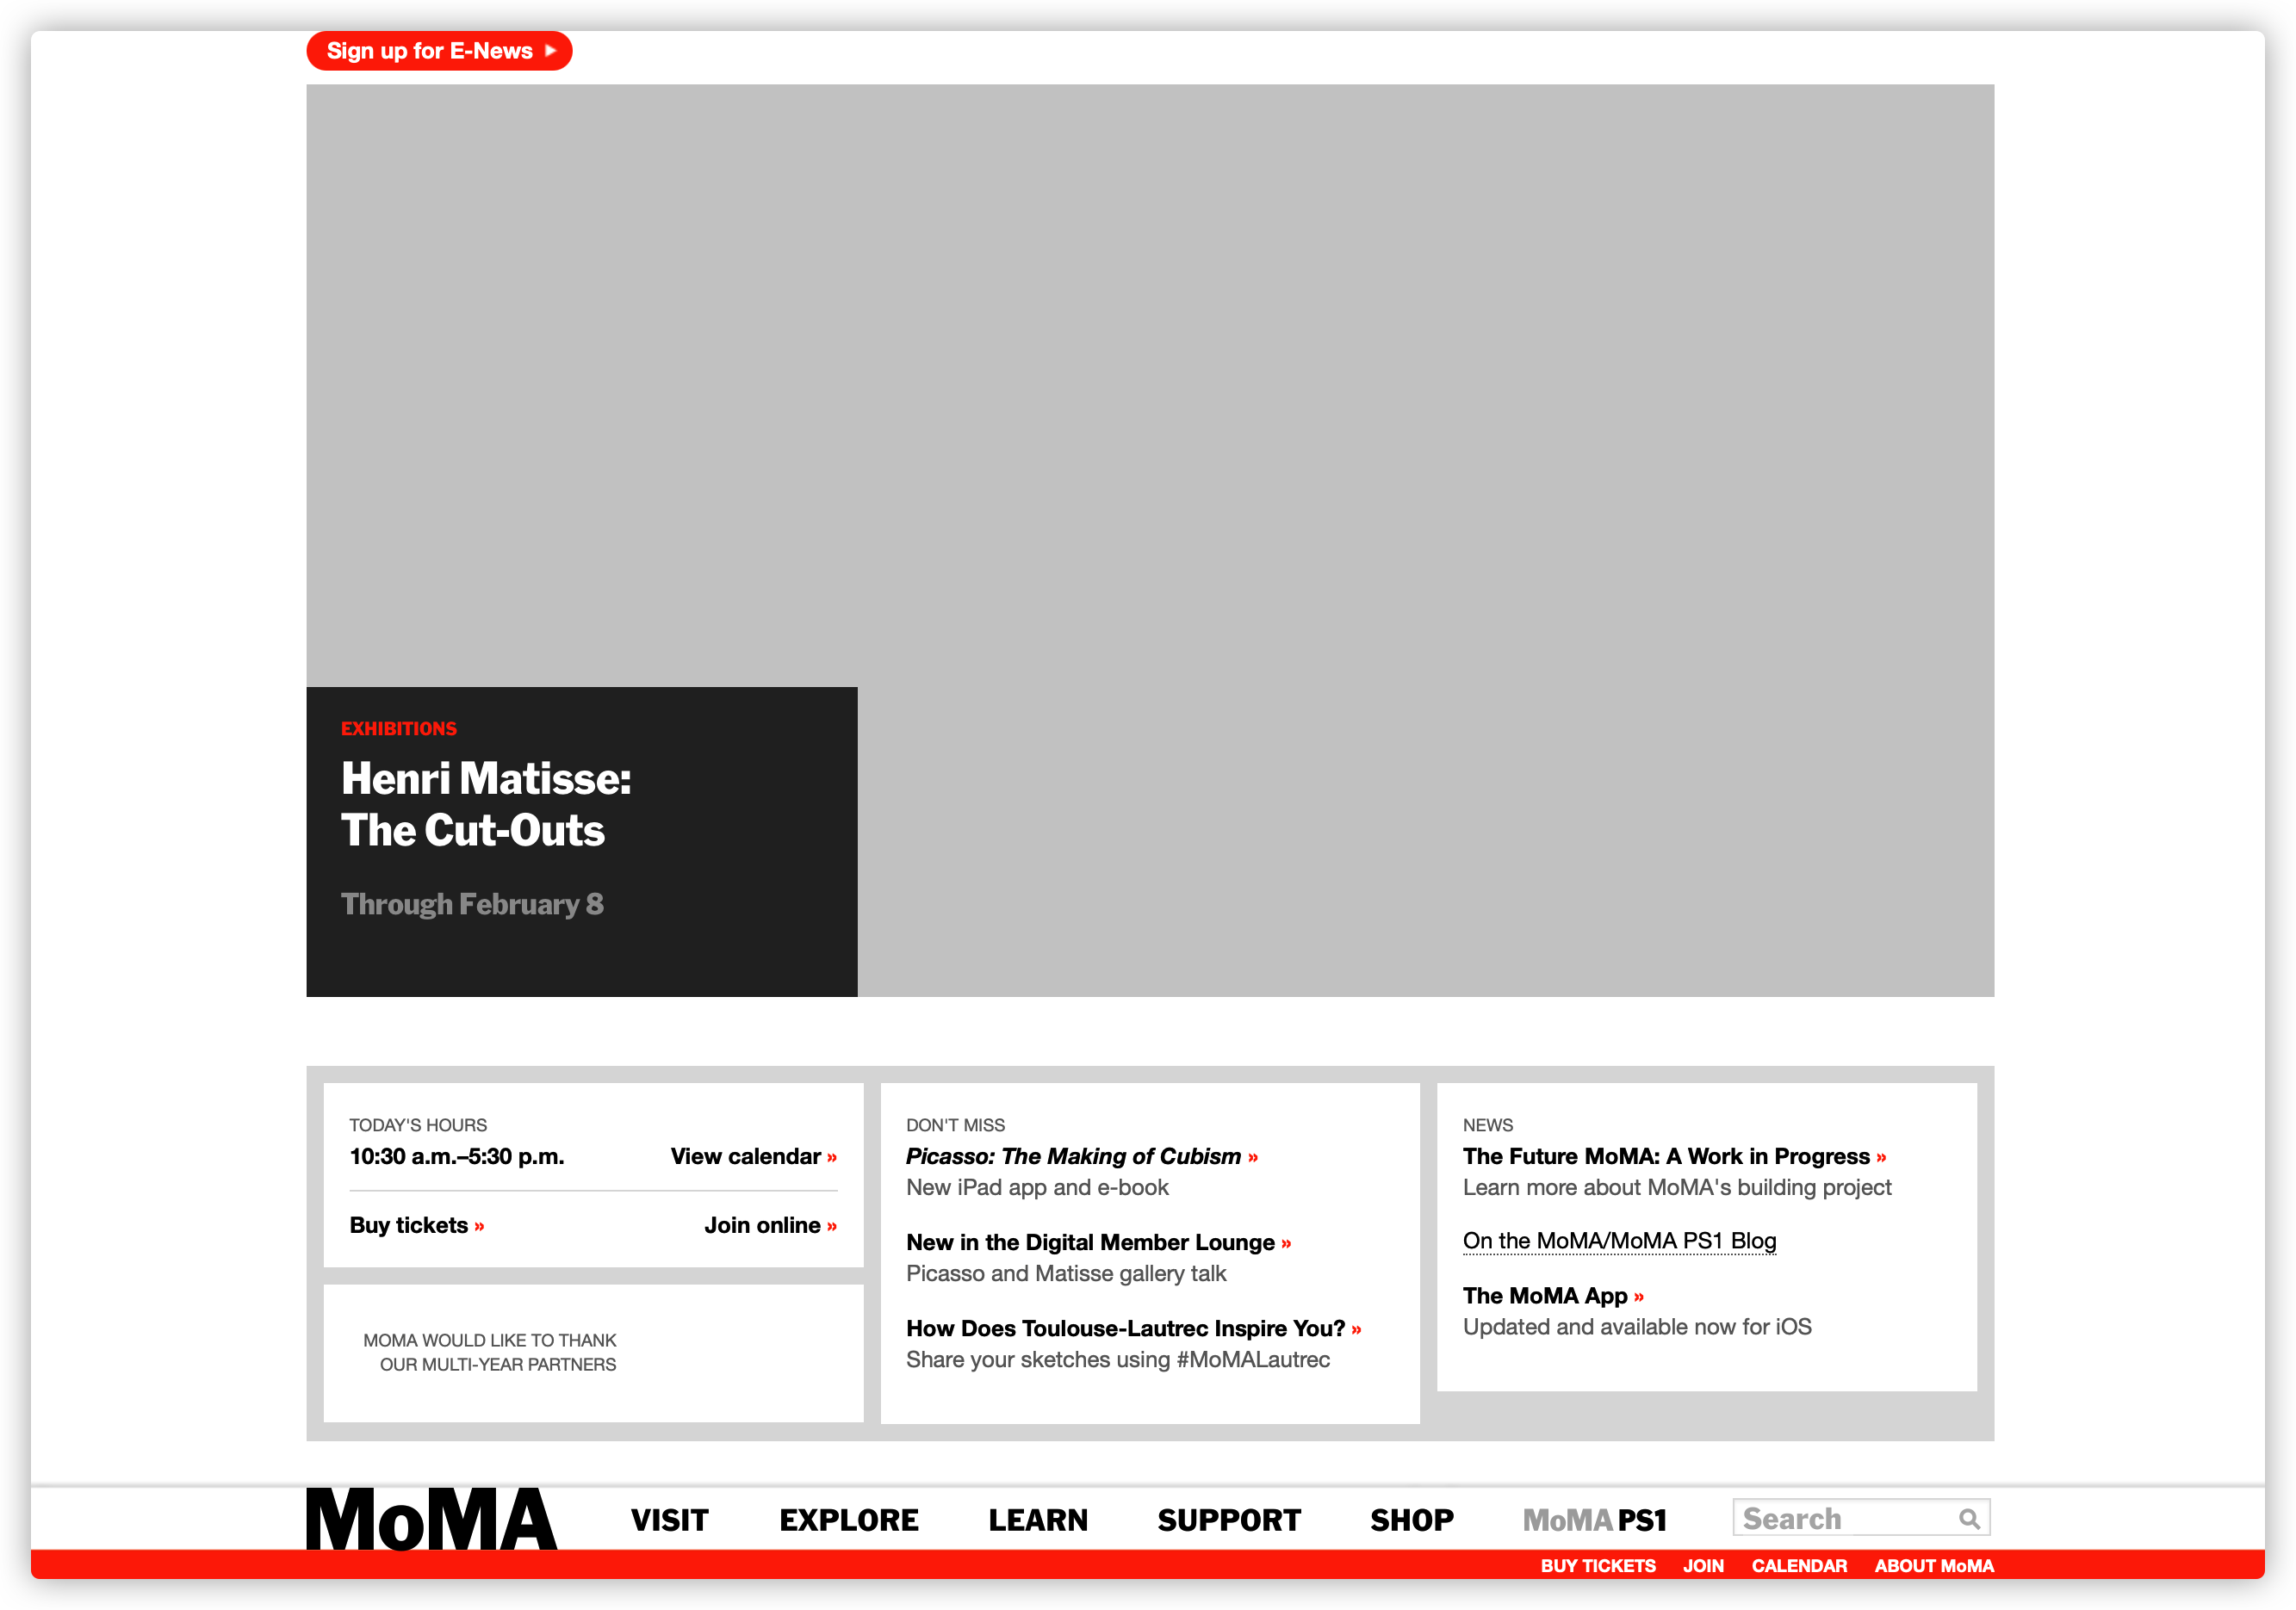 Sign up for E-News
EXHIBITIONS
Henri Matisse:
The Cut-Outs
Through February 8
TODAY'S HOURS
10:30 a.m.–5:30 p.m. View calendar »
Buy tickets » Join online »
MOMA WOULD LIKE TO THANK
OUR MULTI-YEAR PARTNERS
DON'T MISS
Picasso: The Making of Cubism »
New iPad app and e-book
New in the Digital Member Lounge »
Picasso and Matisse gallery talk
How Does Toulouse-Lautrec Inspire You? »
Share your sketches using #MoMALautrec
NEWS
The Future MoMA: A Work in Progress »
Learn more about MoMA's building project
On the MoMA/MoMA PS1 Blog
The MoMA App »
Updated and available now for iOS
MoMA VISIT EXPLORE LEARN SUPPORT SHOP MoMA PS1 Search
BUY TICKETS JOIN CALENDAR ABOUT MoMA